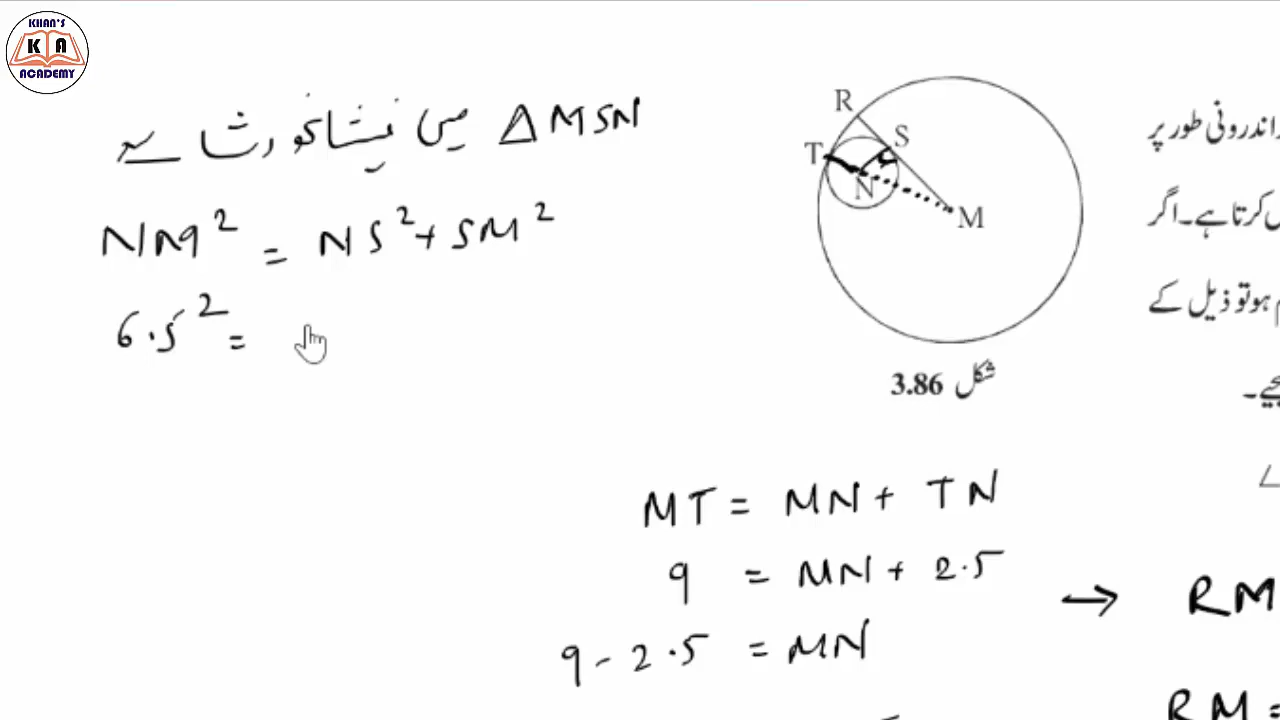 KHAN'S
K A
ACADEMY
△MSN میں فیثاغورث سے
NM² = NS² + SM²
6.5² =
R
S
T
N
M
شکل 3.86
اندرونی طور پر
کرتا ہے۔ اگر
ہو تو ذیل کے
MT = MN + TN
9 = MN + 2.5
→ RM
9 - 2.5 = MN
RM =